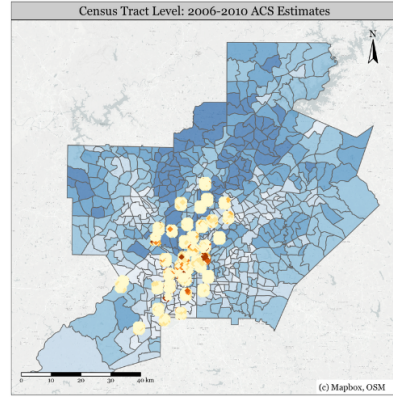 Census Tract Level: 2006-2010 ACS Estimates
N
0 10 20 30 40 km
(c) Mapbox, OSM